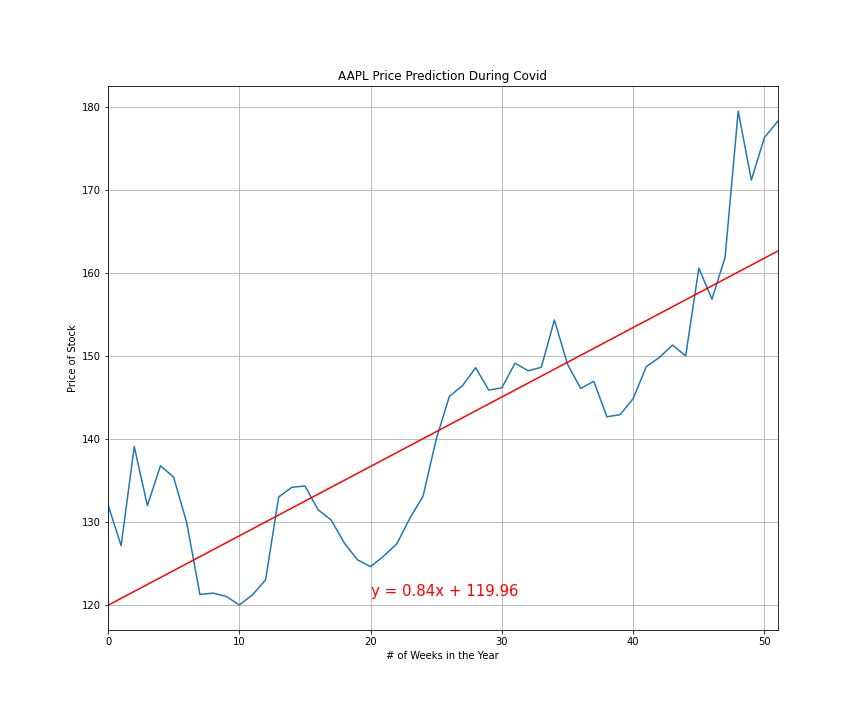 AAPL Price Prediction During Covid
180
170
160
150
140
130
120
Price of Stock
y = 0.84x + 119.96
0 10 20 30 40 50
# of Weeks in the Year